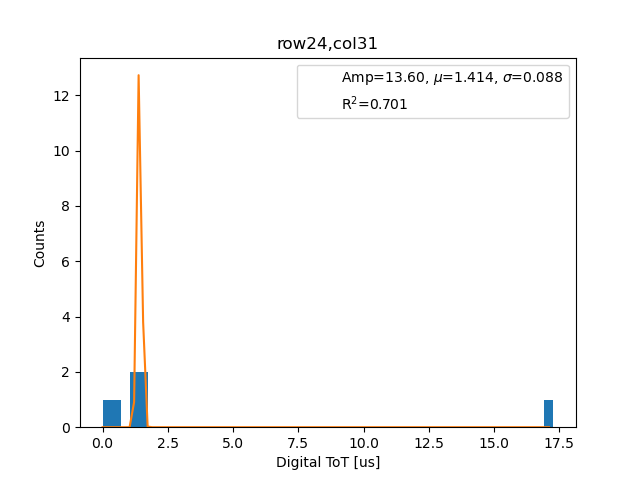 row24,col31
Amp=13.60, μ=1.414, σ=0.088
R²=0.701
Counts
12
10
8
6
4
2
0
0.0 2.5 5.0 7.5 10.0 12.5 15.0 17.5
Digital ToT [us]